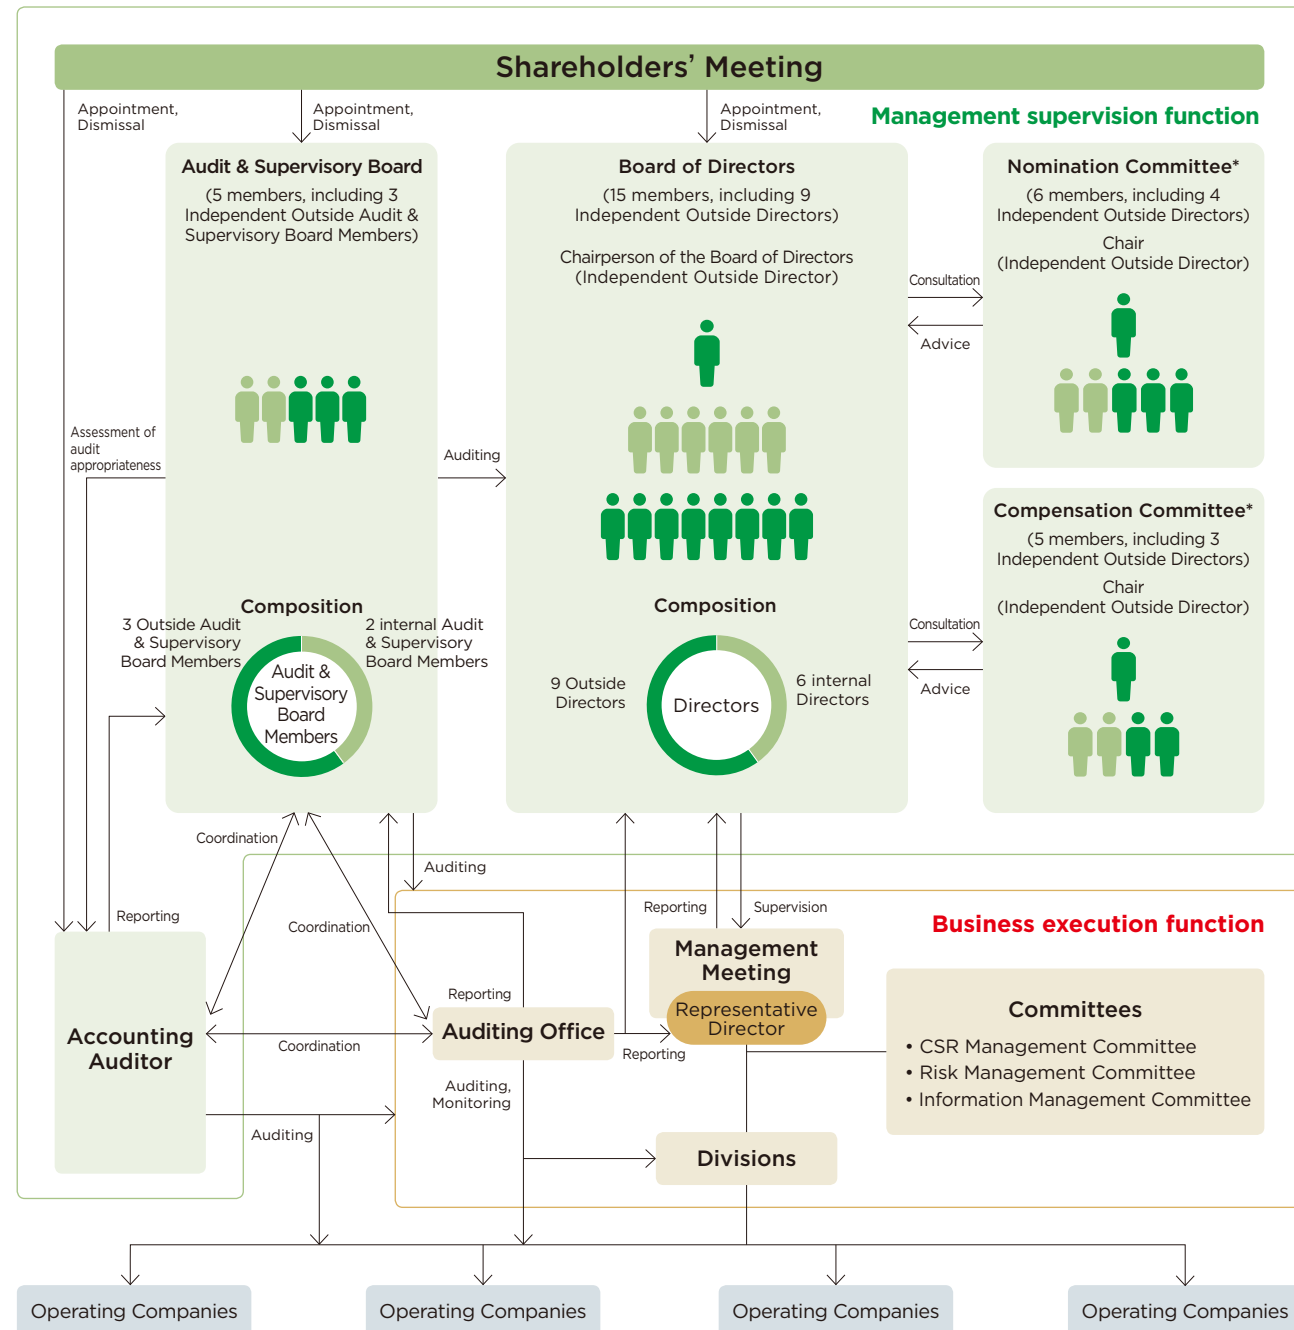 Shareholders' Meeting
Appointment,
Dismissal
Appointment,
Dismissal
Appointment,
Dismissal
Management supervision function
Audit & Supervisory Board
(5 members, including 3
Independent Outside Audit &
Supervisory Board Members)
Board of Directors
(15 members, including 9
Independent Outside Directors)
Chairperson of the Board of Directors
(Independent Outside Director)
Nomination Committee*
(6 members, including 4
Independent Outside Directors)
Chair
(Independent Outside Director)
Consultation
Advice
Assessment of
audit
appropriateness
Auditing
Compensation Committee*
(5 members, including 3
Independent Outside Directors)
Chair
(Independent Outside Director)
Consultation
Advice
Composition
3 Outside Audit
& Supervisory
Board Members
2 internal Audit
& Supervisory
Board Members
Audit &
Supervisory
Board
Members
Composition
9 Outside
Directors
Directors
6 internal
Directors
Coordination
Auditing
Reporting
Coordination
Reporting
Supervision
Business execution function
Management
Meeting
Representative
Director
Reporting
Accounting
Auditor
Coordination
Auditing Office
Reporting
Committees
• CSR Management Committee
• Risk Management Committee
• Information Management Committee
Auditing,
Monitoring
Auditing
Divisions
Operating Companies
Operating Companies
Operating Companies
Operating Companies